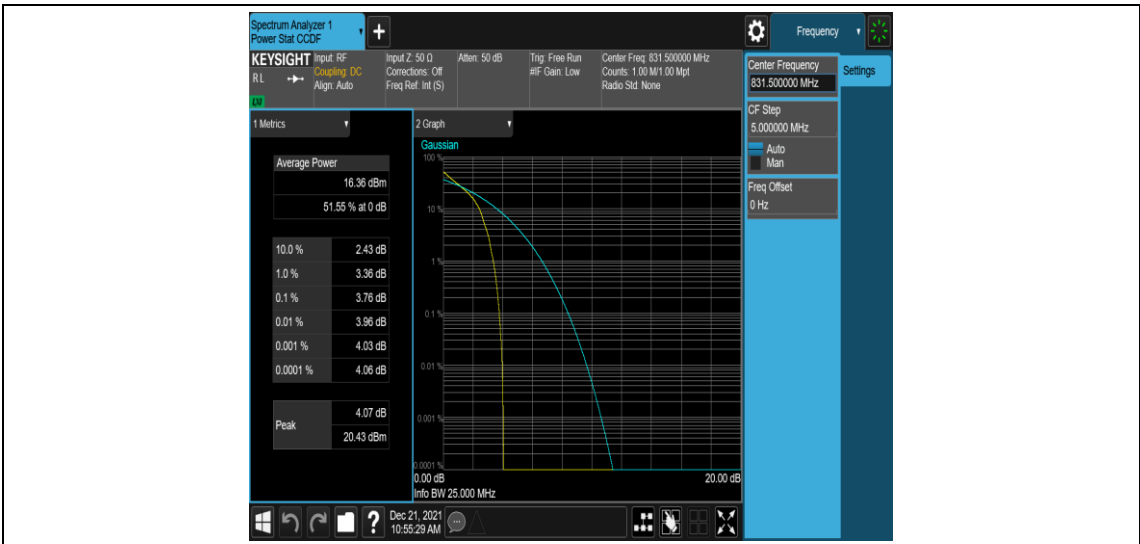 Spectrum Analyzer 1
Power Stat CCDF
+
Frequency
KEYSIGHT
RL
LXI
Input: RF
Coupling: DC
Align: Auto
Input Z: 50 Ω
Corrections: Off
Freq Ref: Int (S)
Atten: 50 dB
Trig: Free Run
#IF Gain: Low
Center Freq: 831.500000 MHz
Counts: 1.00 M/1.00 Mpt
Radio Std: None
Center Frequency
831.500000 MHz
Settings
CF Step
5.000000 MHz
Auto
Man
Freq Offset
0 Hz
1 Metrics
Average Power
16.36 dBm
51.55 % at 0 dB
10.0 % 2.43 dB
1.0 % 3.36 dB
0.1 % 3.76 dB
0.01 % 3.96 dB
0.001 % 4.03 dB
0.0001 % 4.06 dB
Peak 4.07 dB
20.43 dBm
2 Graph
Gaussian
100 %
10 %
1 %
0.1 %
0.01 %
0.001 %
0.0001 %
0.00 dB 20.00 dB
Info BW 25.000 MHz
?
Dec 21, 2021
10:55:29 AM